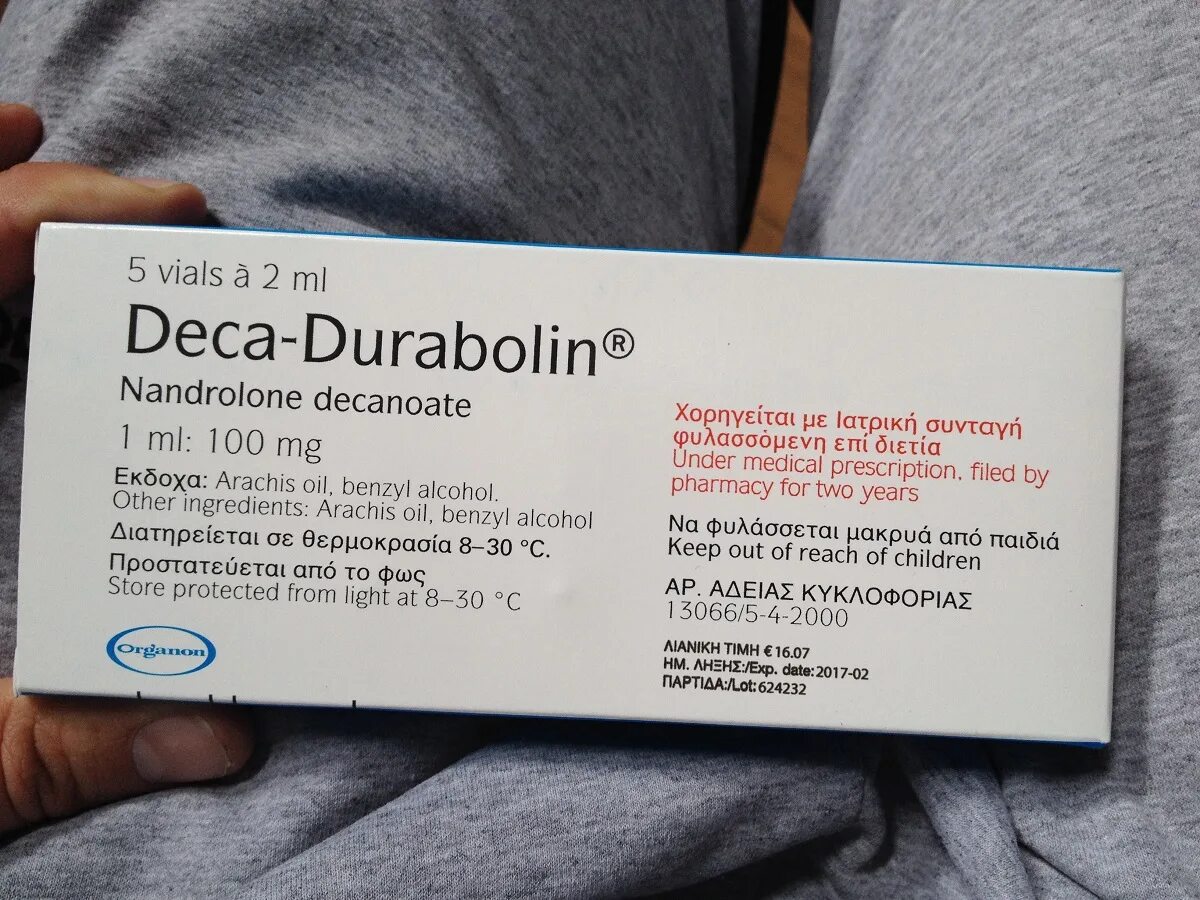 5 vials à 2 ml
Deca-Durabolin®
Nandrolone decanoate
1 ml: 100 mg
Εκδοχα: Arachis oil, benzyl alcohol.
Other ingredients: Arachis oil, benzyl alcohol
Διατηρείεται σε θερμοκρασία 8–30 °C.
Προστατεύεται από το φως
Store protected from light at 8–30 °C
Organon
Χορηγείται με Ιατρική συνταγή
φυλασσόμενη επί διετία
Under medical prescription, filed by
pharmacy for two years
Να φυλάσσεται μακρυά από παιδιά
Keep out of reach of children
ΑΡ. ΑΔΕΙΑΣ ΚΥΚΛΟΦΟΡΙΑΣ
13066/5-4-2000
ΛΙΑΝΙΚΗ ΤΙΜΗ € 16.07
ΗΜ. ΛΗΞΗΣ:/Exp. date: 2017-02
ΠΑΡΤΙΔΑ:/Lot: 624232